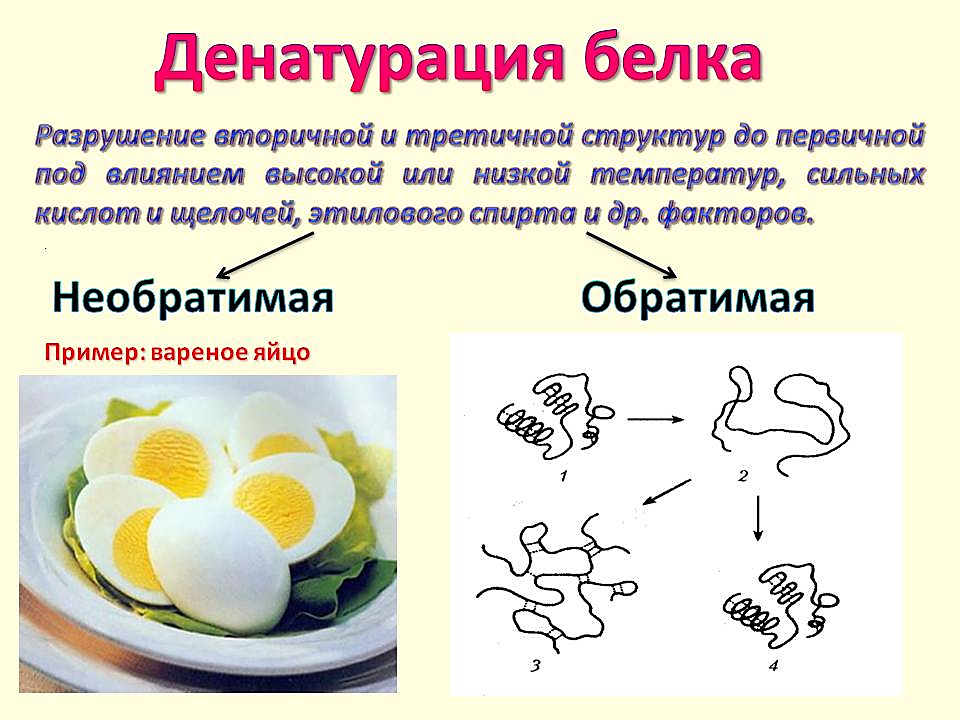 Денатурация белка
Разрушение вторичной и третичной структур до первичной
под влиянием высокой или низкой температур, сильных
кислот и щелочей, этилового спирта и др. факторов.
.
Необратимая
Обратимая
Пример: вареное яйцо
1
2
3
4